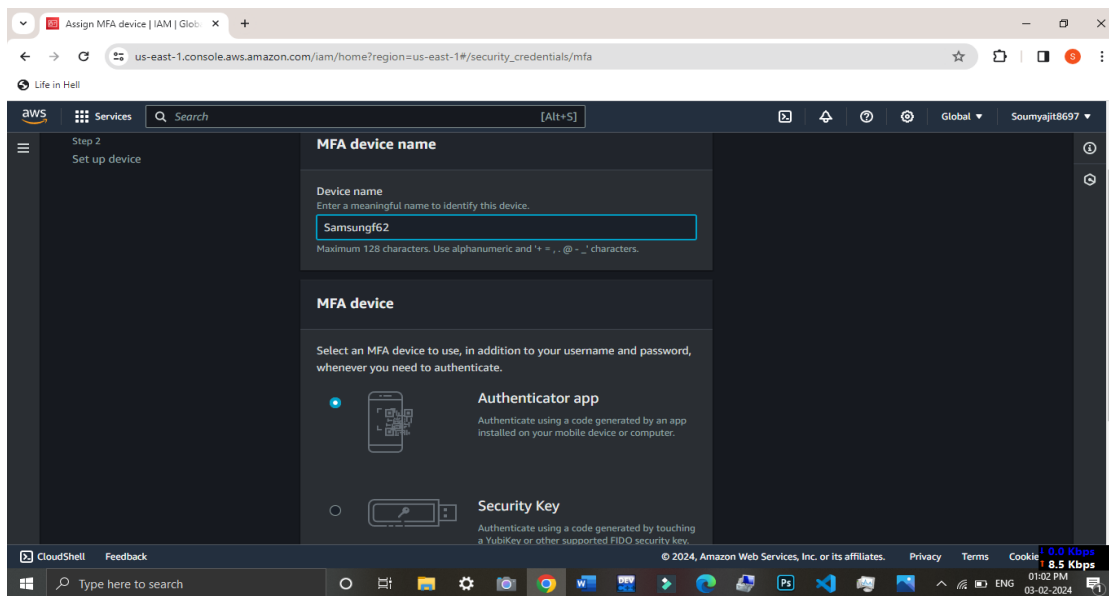 Assign MFA device | IAM | Glob
us-east-1.console.aws.amazon.com/iam/home?region=us-east-1#/security_credentials/mfa
S
Life in Hell
aws
Services
Search
[Alt+S]
Global
Soumyajit8697
Step 2
Set up device
MFA device name
Device name
Enter a meaningful name to identify this device.
Samsungf62
Maximum 128 characters. Use alphanumeric and '+ = , . @ - _' characters.
MFA device
Select an MFA device to use, in addition to your username and password,
whenever you need to authenticate.
Authenticator app
Authenticate using a code generated by an app
installed on your mobile device or computer.
Security Key
Authenticate using a code generated by touching
a YubiKey or other supported FIDO security key.
CloudShell
Feedback
© 2024, Amazon Web Services, Inc. or its affiliates.
Privacy
Terms
Cookie
0.0 Kbps
8.5 Kbps
Type here to search
W
DEV
Ps
ENG
01:02 PM
03-02-2024
1